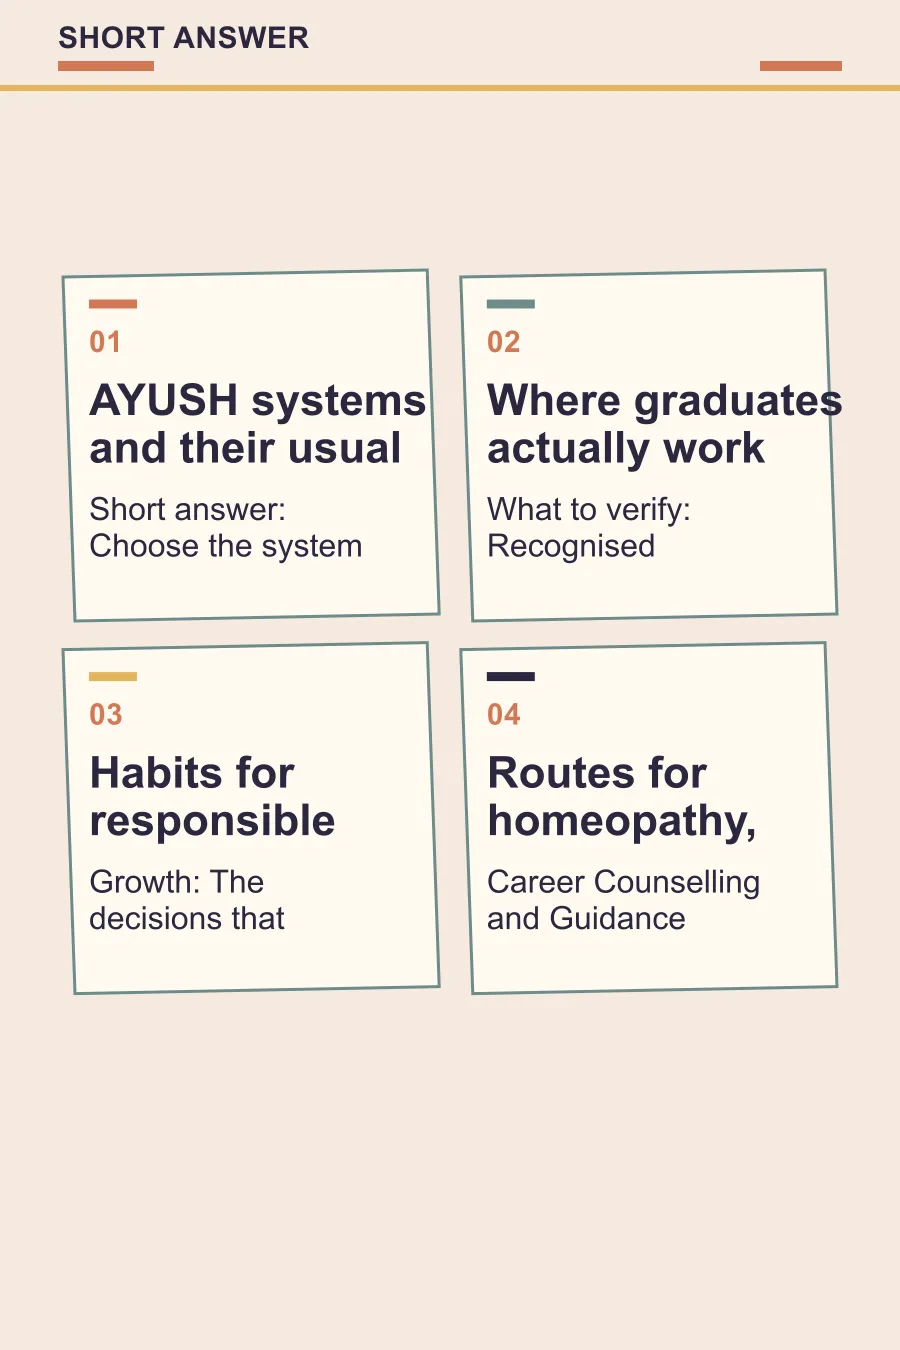 SHORT ANSWER
01
AYUSH systems
and their usual
Short answer:
Choose the system
02
Where graduates
actually work
What to verify:
Recognised
03
Habits for
responsible
Growth: The
decisions that
04
Routes for
homeopathy,
Career Counselling
and Guidance